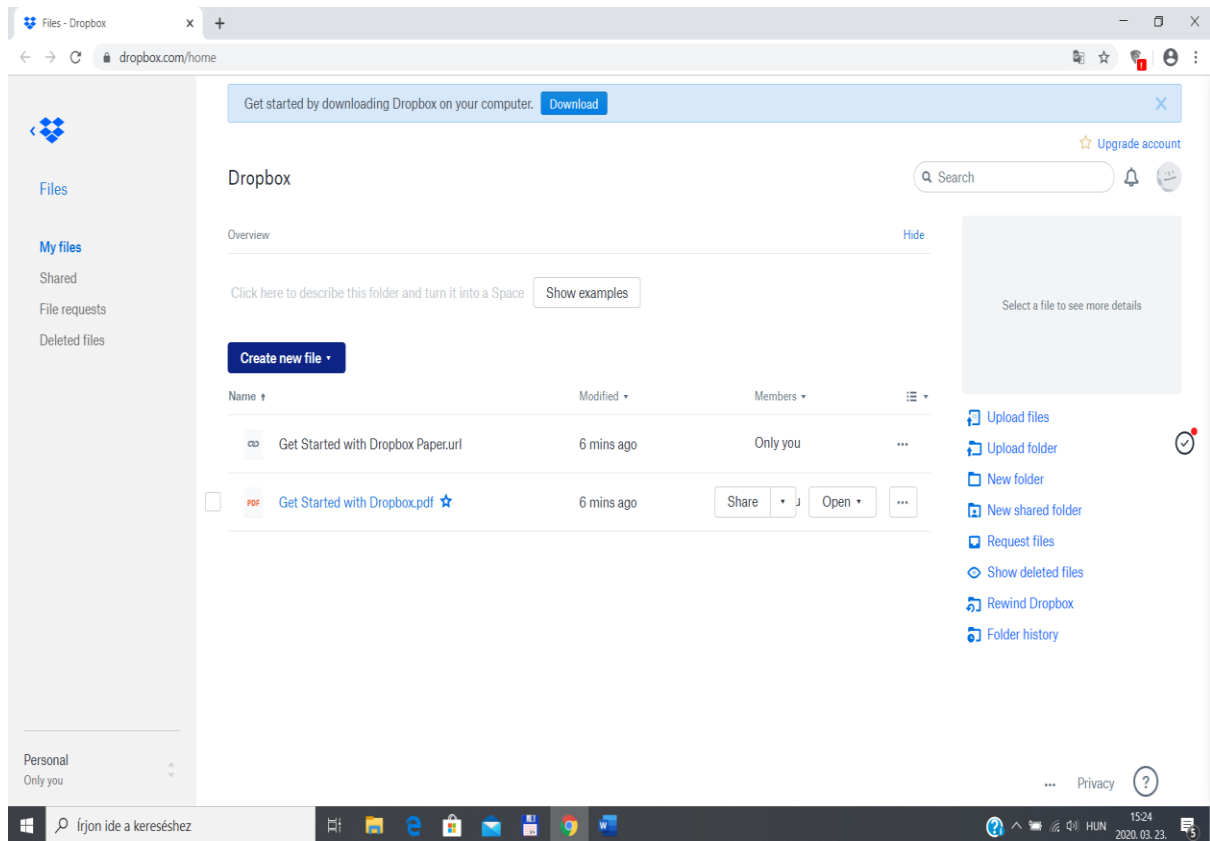 Files - Dropbox
dropbox.com/home
Get started by downloading Dropbox on your computer. Download
Upgrade account
Files
Dropbox
Search
My files
Shared
File requests
Deleted files
Overview Hide
Click here to describe this folder and turn it into a Space Show examples
Select a file to see more details
Create new file
Name Modified Members
Get Started with Dropbox Paper.url 6 mins ago Only you
PDF Get Started with Dropbox.pdf 6 mins ago Share Open
Upload files
Upload folder
New folder
New shared folder
Request files
Show deleted files
Rewind Dropbox
Folder history
Personal
Only you
Privacy ?
Írjon ide a kereséshez
HUN
15:24
2020. 03. 23.
5